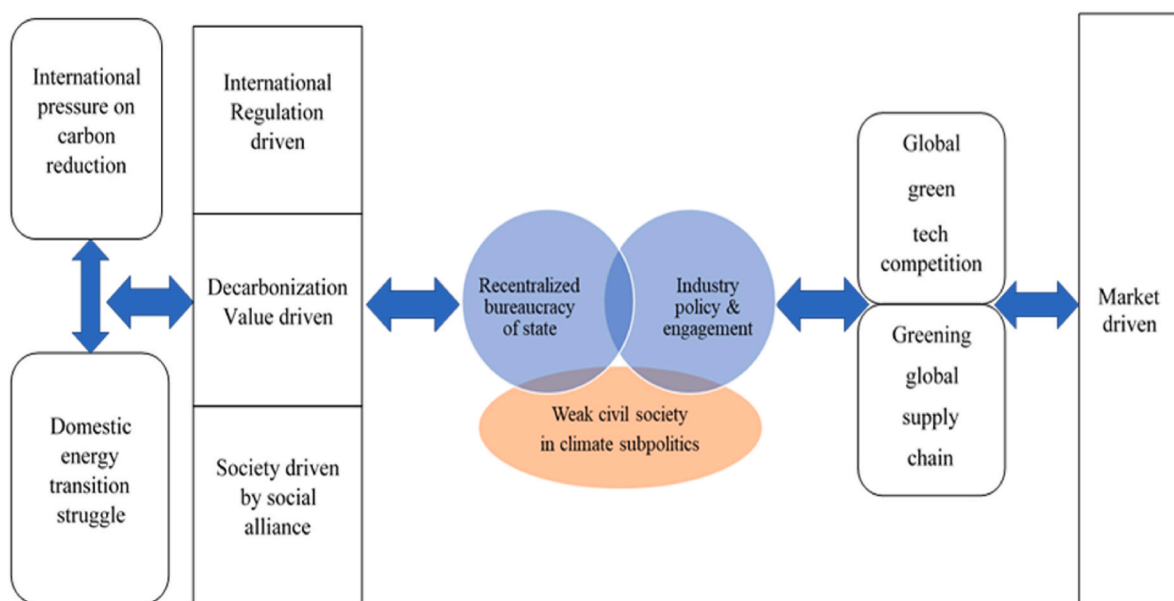 International
pressure on
carbon
reduction
Domestic
energy
transition
struggle
International
Regulation
driven
Decarbonization
Value driven
Society driven
by social
alliance
Recentralized
bureaucracy
of state
Industry
policy &
engagement
Weak civil society
in climate subpolitics
Global
green
tech
competition
Greening
global
supply
chain
Market
driven